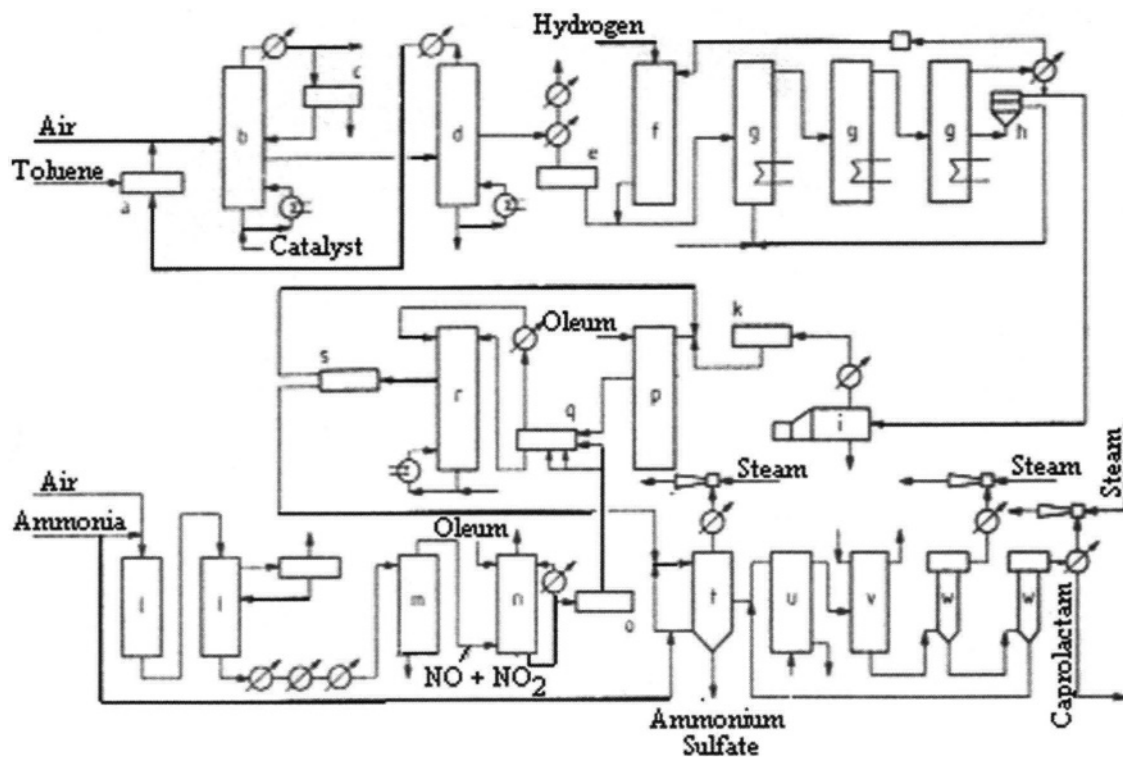 Hydrogen
c
Air
b
d
f
g
g
g
e
h
Toluene
a
Catalyst
k
Oleum
s
r
q
p
i
Steam
Steam
Steam
Air
Ammonia
Oleum
l
l
m
n
o
t
u
v
w
w
NO + NO2
Ammonium
Sulfate
Caprolactam